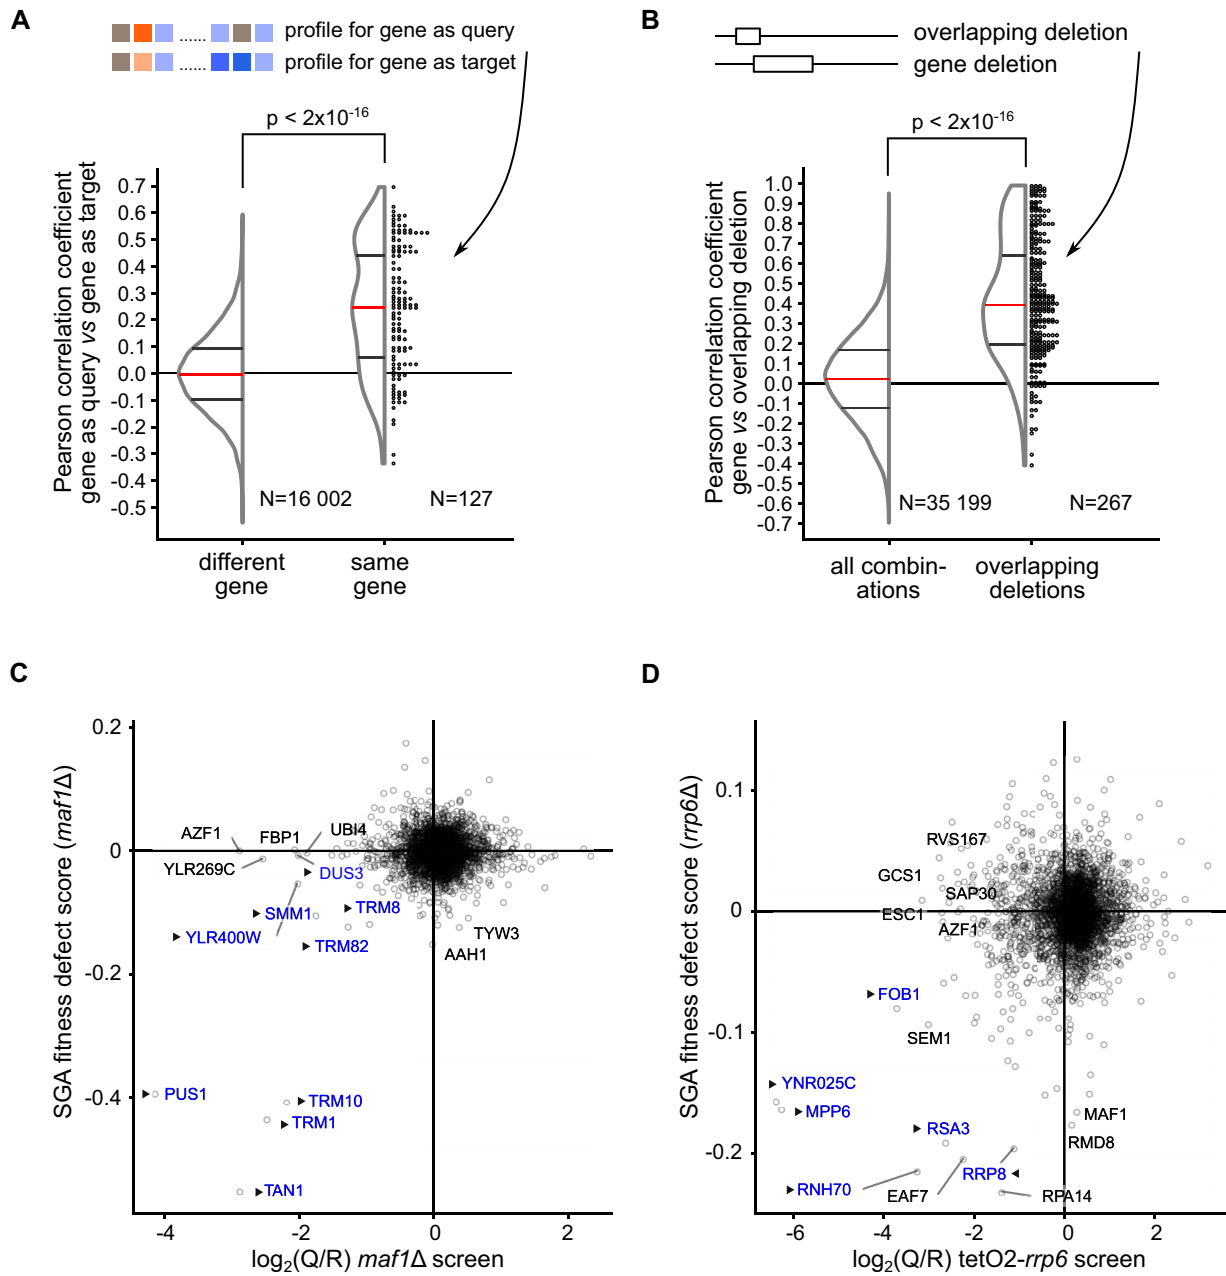 A
profile for gene as query
profile for gene as target
p < 2x10-16
Pearson correlation coefficient
gene as query vs gene as target
0.7
0.6
0.5
0.4
0.3
0.2
0.1
0.0
-0.1
-0.2
-0.3
-0.4
-0.5
N=16 002
N=127
different
gene
same
gene
B
overlapping deletion
gene deletion
p < 2x10-16
Pearson correlation coefficient
gene vs overlapping deletion
1.0
0.9
0.8
0.7
0.6
0.5
0.4
0.3
0.2
0.1
0.0
-0.1
-0.2
-0.3
-0.4
-0.5
-0.6
-0.7
N=35 199
N=267
all combin-
ations
overlapping
deletions
C
SGA fitness defect score (maf1Δ)
0.2
0
-0.2
-0.4
AZF1
FBP1
UBI4
YLR269C
DUS3
SMM1
TRM8
YLR400W
TRM82
TYW3
AAH1
PUS1
TRM10
TRM1
TAN1
-4
-2
0
2
log2(Q/R) maf1Δ screen
D
SGA fitness defect score (rrp6Δ)
0.1
0
-0.1
-0.2
RVS167
GCS1
SAP30
ESC1
AZF1
FOB1
SEM1
YNR025C
MPP6
RSA3
MAF1
RMD8
RNH70
EAF7
RRP8
RPA14
-6
-4
-2
0
2
log2(Q/R) tetO2-rrp6 screen